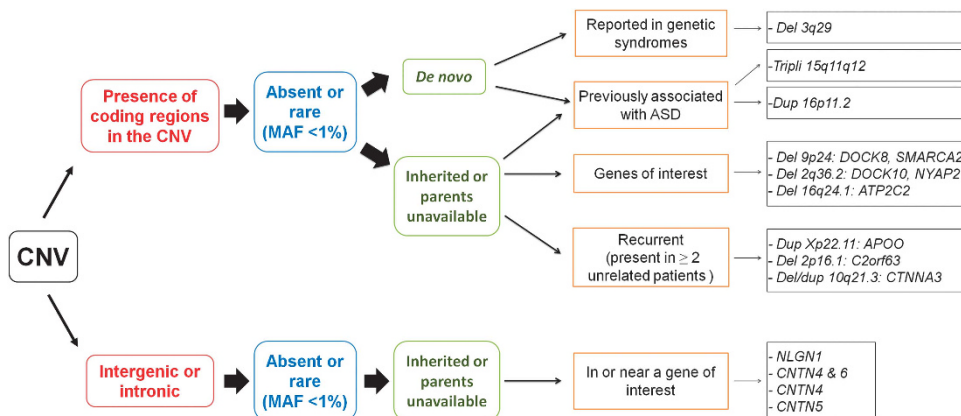 CNV
Presence of
coding regions
in the CNV
Absent or
rare
(MAF <1%)
De novo
Inherited or
parents
unavailable
Reported in genetic
syndromes
- Del 3q29
Previously associated
with ASD
-Tripli 15q11q12
-Dup 16p11.2
Genes of interest
- Del 9p24: DOCK8, SMARCA2
- Del 2q36.2: DOCK10, NYAP2
- Del 16q24.1: ATP2C2
Recurrent
(present in ≥ 2
unrelated patients )
- Dup Xp22.11: APOO
- Del 2p16.1: C2orf63
- Del/dup 10q21.3: CTNNA3
Intergenic or
intronic
Absent or
rare
(MAF <1%)
Inherited or
parents
unavailable
In or near a gene of
interest
- NLGN1
- CNTN4 & 6
- CNTN4
- CNTN5